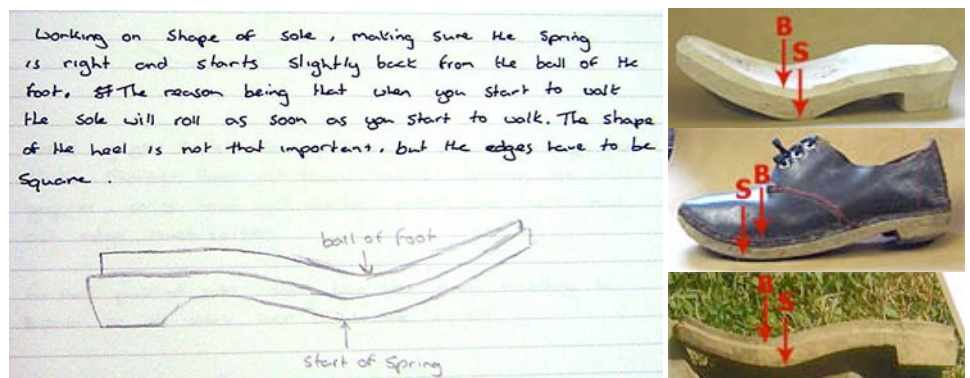 Working on shape of sole, making sure the spring
is right and starts slightly back from the ball of the
foot. The reason being that when you start to walk
the sole will roll as soon as you start to walk. The shape
of the heel is not that important, but the edges have to be
square.
ball of foot
start of spring
B
S
S
B
B
S